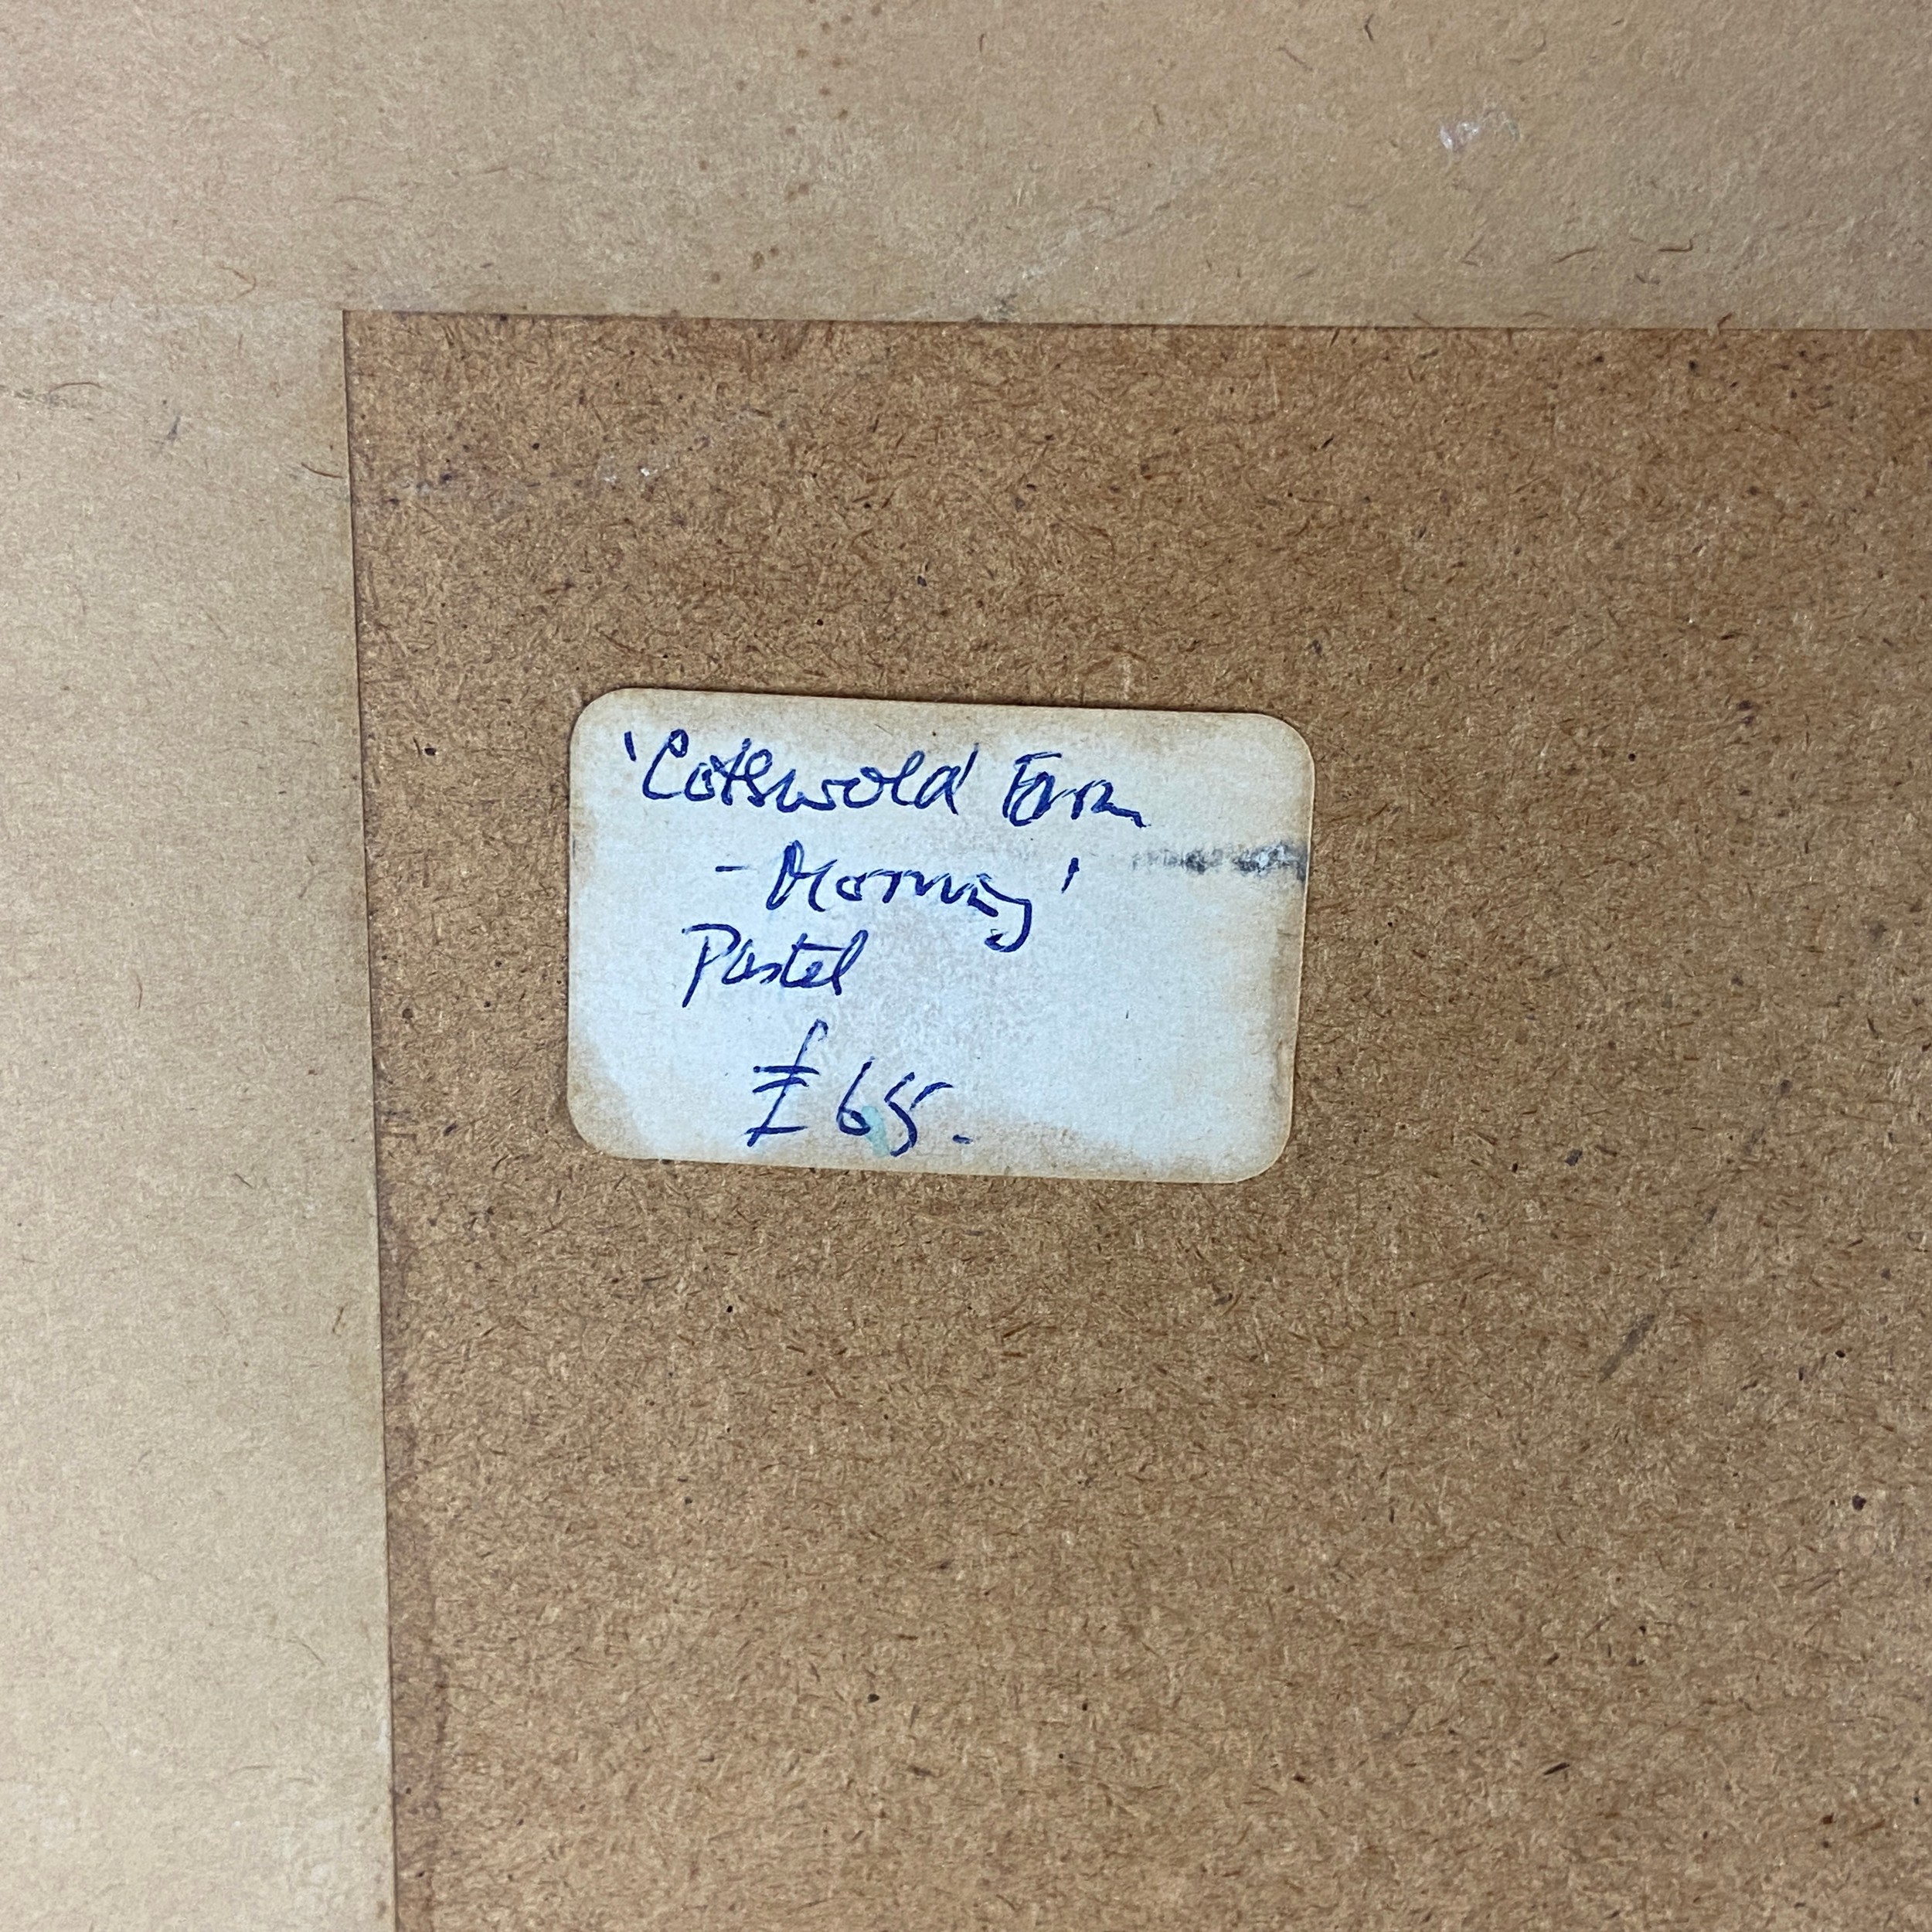 'Cotswold Farm
- Morning'
Pastel
£65.